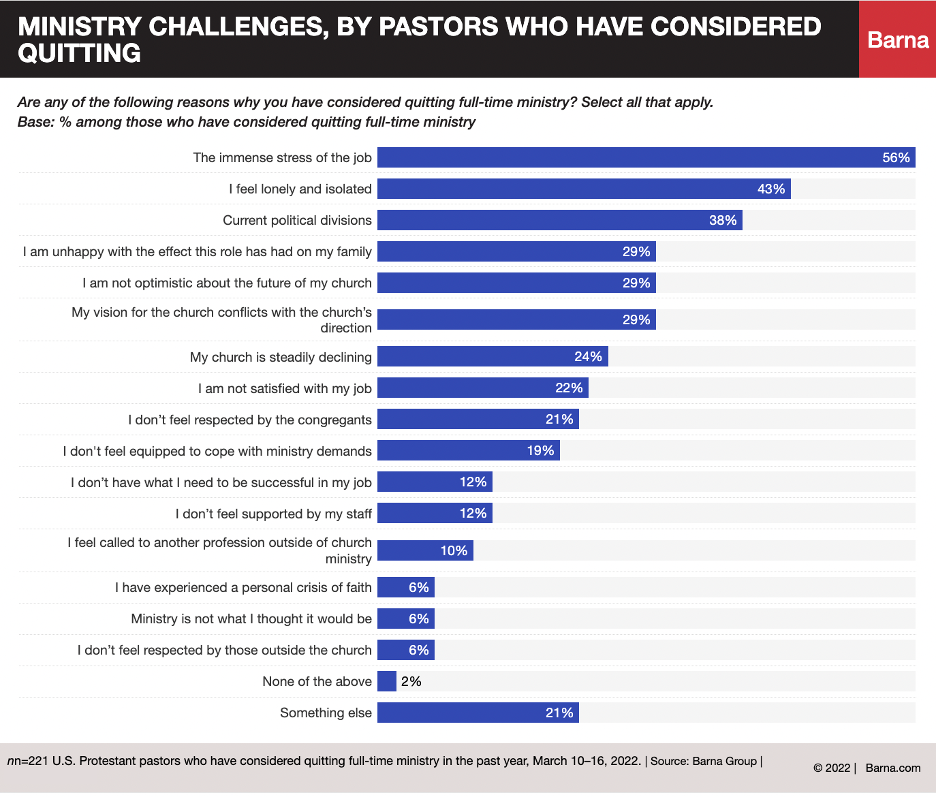 MINISTRY CHALLENGES, BY PASTORS WHO HAVE CONSIDERED
QUITTING
Barna
Are any of the following reasons why you have considered quitting full-time ministry? Select all that apply.
Base: % among those who have considered quitting full-time ministry
The immense stress of the job 56%
I feel lonely and isolated 43%
Current political divisions 38%
I am unhappy with the effect this role has had on my family 29%
I am not optimistic about the future of my church 29%
My vision for the church conflicts with the church’s
direction 29%
My church is steadily declining 24%
I am not satisfied with my job 22%
I don’t feel respected by the congregants 21%
I don't feel equipped to cope with ministry demands 19%
I don’t have what I need to be successful in my job 12%
I don’t feel supported by my staff 12%
I feel called to another profession outside of church
ministry 10%
I have experienced a personal crisis of faith 6%
Ministry is not what I thought it would be 6%
I don’t feel respected by those outside the church 6%
None of the above 2%
Something else 21%
nn=221 U.S. Protestant pastors who have considered quitting full-time ministry in the past year, March 10–16, 2022. | Source: Barna Group |
© 2022 | Barna.com